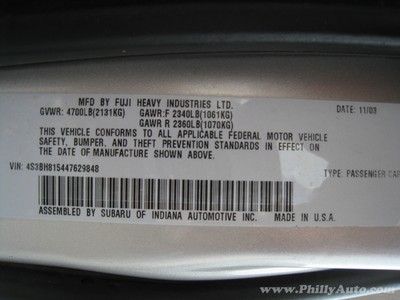 MFD. BY FUJI HEAVY INDUSTRIES LTD.
DATE: 11/03
GVWR: 4700LB(2131KG) GAWR:F 2340LB(1061KG)
GAWR R 2360LB(1070KG)
THIS VEHICLE CONFORMS TO ALL APPLICABLE FEDERAL MOTOR VEHICLE
SAFETY, BUMPER, AND THEFT PREVENTION STANDARDS IN EFFECT ON
THE DATE OF MANUFACTURE SHOWN ABOVE.
VIN: 4S3BH815447629848
TYPE: PASSENGER CAR
ASSEMBLED BY SUBARU OF INDIANA AUTOMOTIVE INC. MADE IN U.S.A.
www.PhillyAuto.com